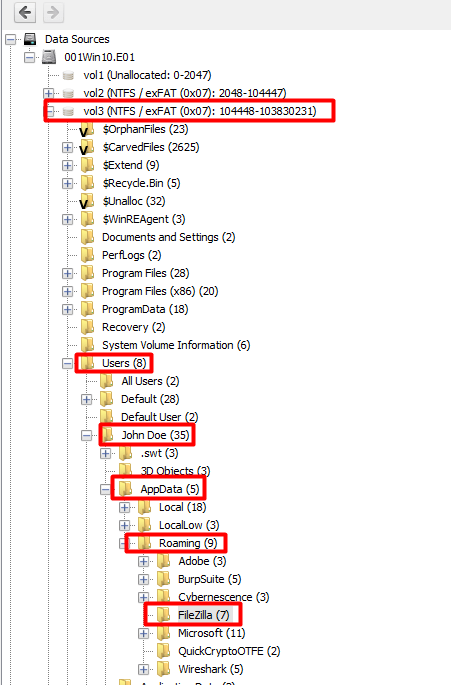 Data Sources
001Win10.E01
vol1 (Unallocated: 0-2047)
vol2 (NTFS / exFAT (0x07): 2048-104447)
vol3 (NTFS / exFAT (0x07): 104448-103830231)
$OrphanFiles (23)
$CarvedFiles (2625)
$Extend (9)
$Recycle.Bin (5)
$Unalloc (32)
$WinREAgent (3)
Documents and Settings (2)
PerfLogs (2)
Program Files (28)
Program Files (x86) (20)
ProgramData (18)
Recovery (2)
System Volume Information (6)
Users (8)
All Users (2)
Default (28)
Default User (2)
John Doe (35)
.swt (3)
3D Objects (3)
AppData (5)
Local (18)
LocalLow (3)
Roaming (9)
Adobe (3)
BurpSuite (5)
Cybernescence (3)
FileZilla (7)
Microsoft (11)
QuickCryptoOTFE (2)
Wireshark (5)